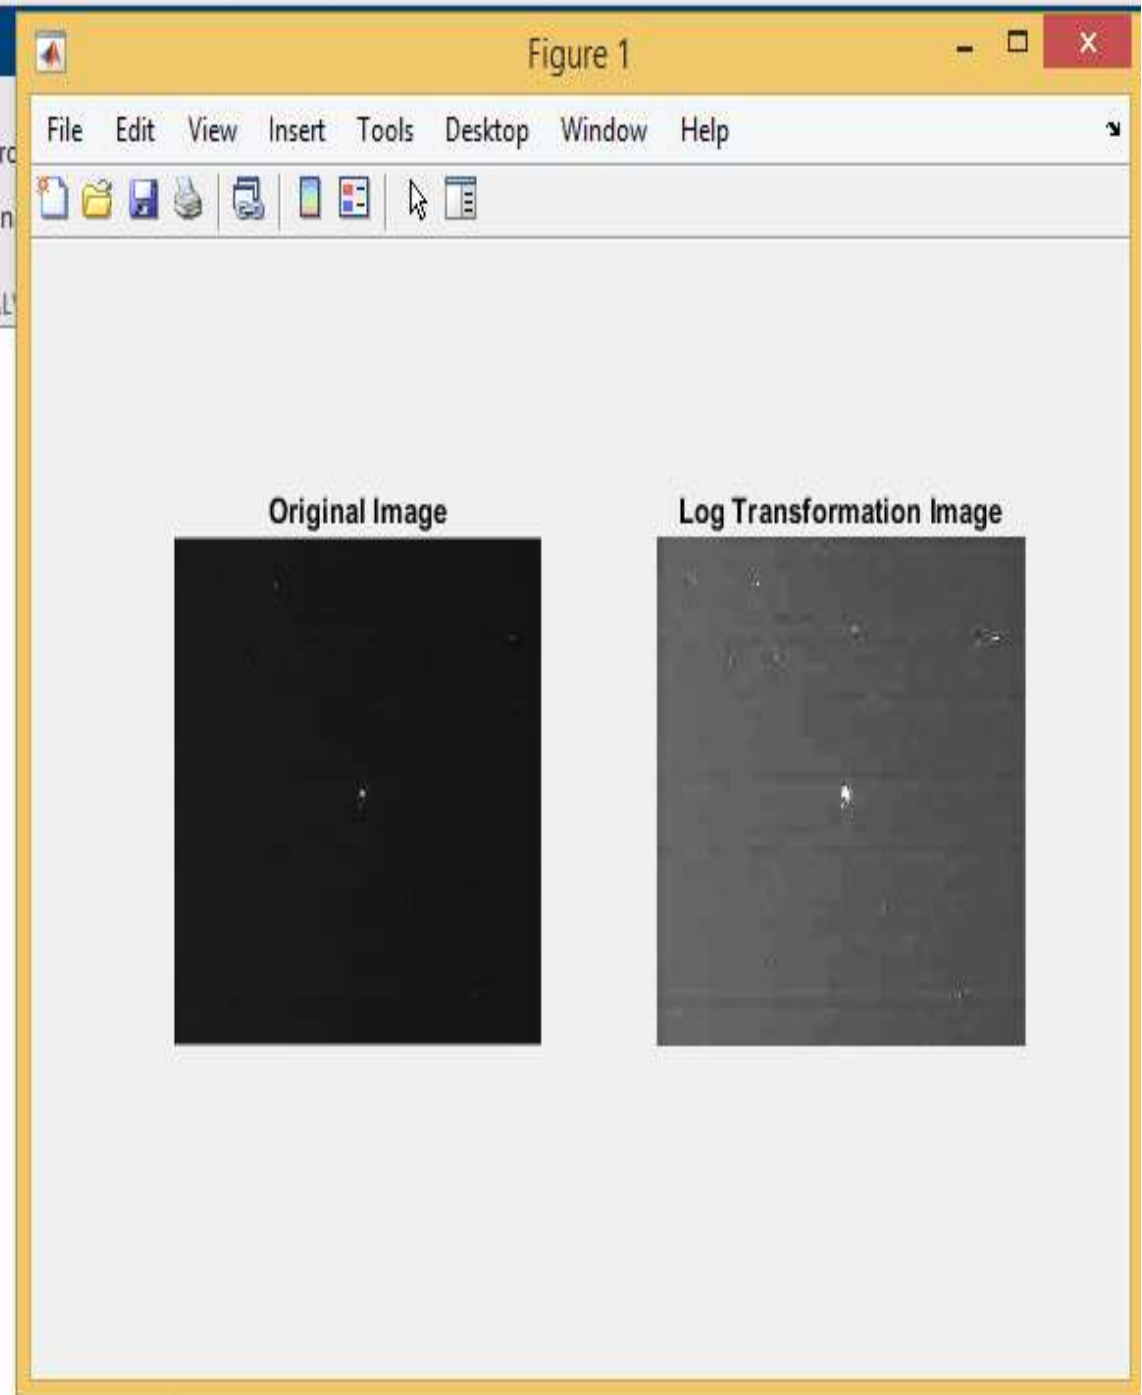 Figure 1
File Edit View Insert Tools Desktop Window Help
Original Image Log Transformation Image